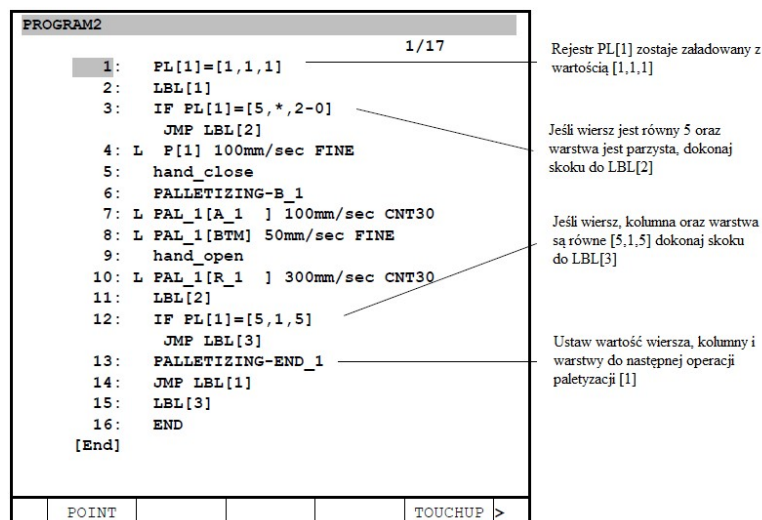 PROGRAM2
1/17
1: PL[1]=[1,1,1]
2: LBL[1]
3: IF PL[1]=[5,*,2-0]
JMP LBL[2]
4: L P[1] 100mm/sec FINE
5: hand_close
6: PALLETIZING-B_1
7: L PAL_1[A_1 ] 100mm/sec CNT30
8: L PAL_1[BTM] 50mm/sec FINE
9: hand_open
10: L PAL_1[R_1 ] 300mm/sec CNT30
11: LBL[2]
12: IF PL[1]=[5,1,5]
JMP LBL[3]
13: PALLETIZING-END_1
14: JMP LBL[1]
15: LBL[3]
16: END
[End]
POINT TOUCHUP >
Rejestr PL[1] zostaje załadowany z
wartością [1,1,1]
Jeśli wiersz jest równy 5 oraz
warstwa jest parzysta, dokonaj
skoku do LBL[2]
Jeśli wiersz, kolumna oraz warstwa
są równe [5,1,5] dokonaj skoku
do LBL[3]
Ustaw wartość wiersza, kolumny i
warstwy do następnej operacji
paletyzacji [1]